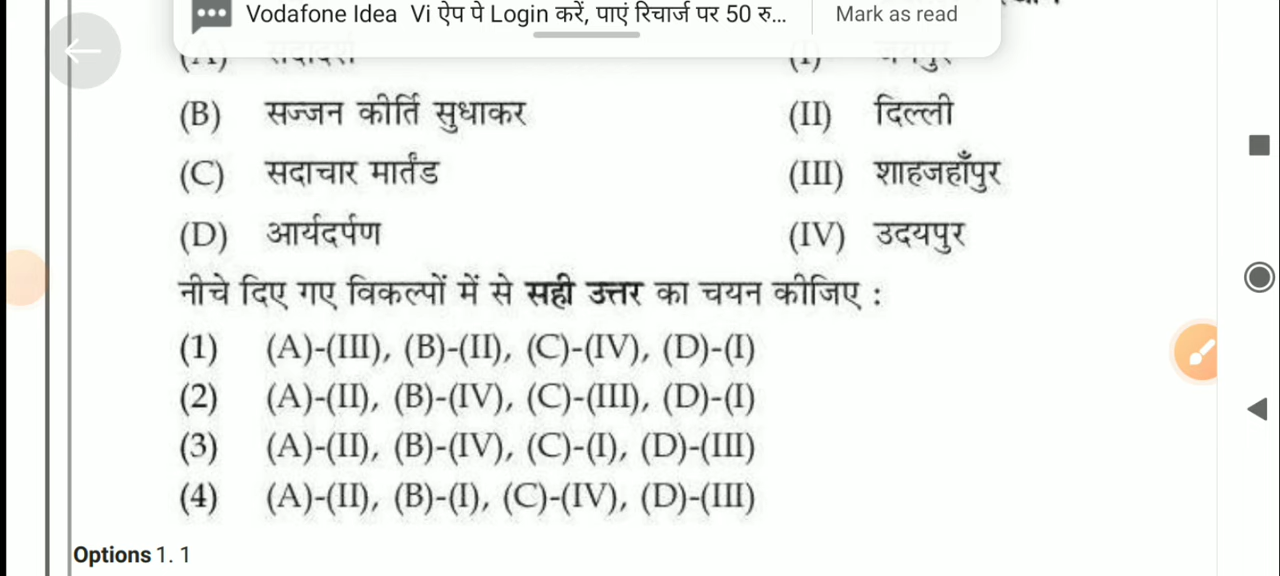 Vodafone Idea Vi ऐप पे Login करें, पाएं रिचार्ज पर 50 रु... Mark as read
(B) सज्जन कीर्ति सुधाकर (II) दिल्ली
(C) सदाचार मार्तंड (III) शाहजहाँपुर
(D) आर्यदर्पण (IV) उदयपुर
नीचे दिए गए विकल्पों में से सही उत्तर का चयन कीजिए :
(1) (A)-(III), (B)-(II), (C)-(IV), (D)-(I)
(2) (A)-(II), (B)-(IV), (C)-(III), (D)-(I)
(3) (A)-(II), (B)-(IV), (C)-(I), (D)-(III)
(4) (A)-(II), (B)-(I), (C)-(IV), (D)-(III)
Options 1. 1